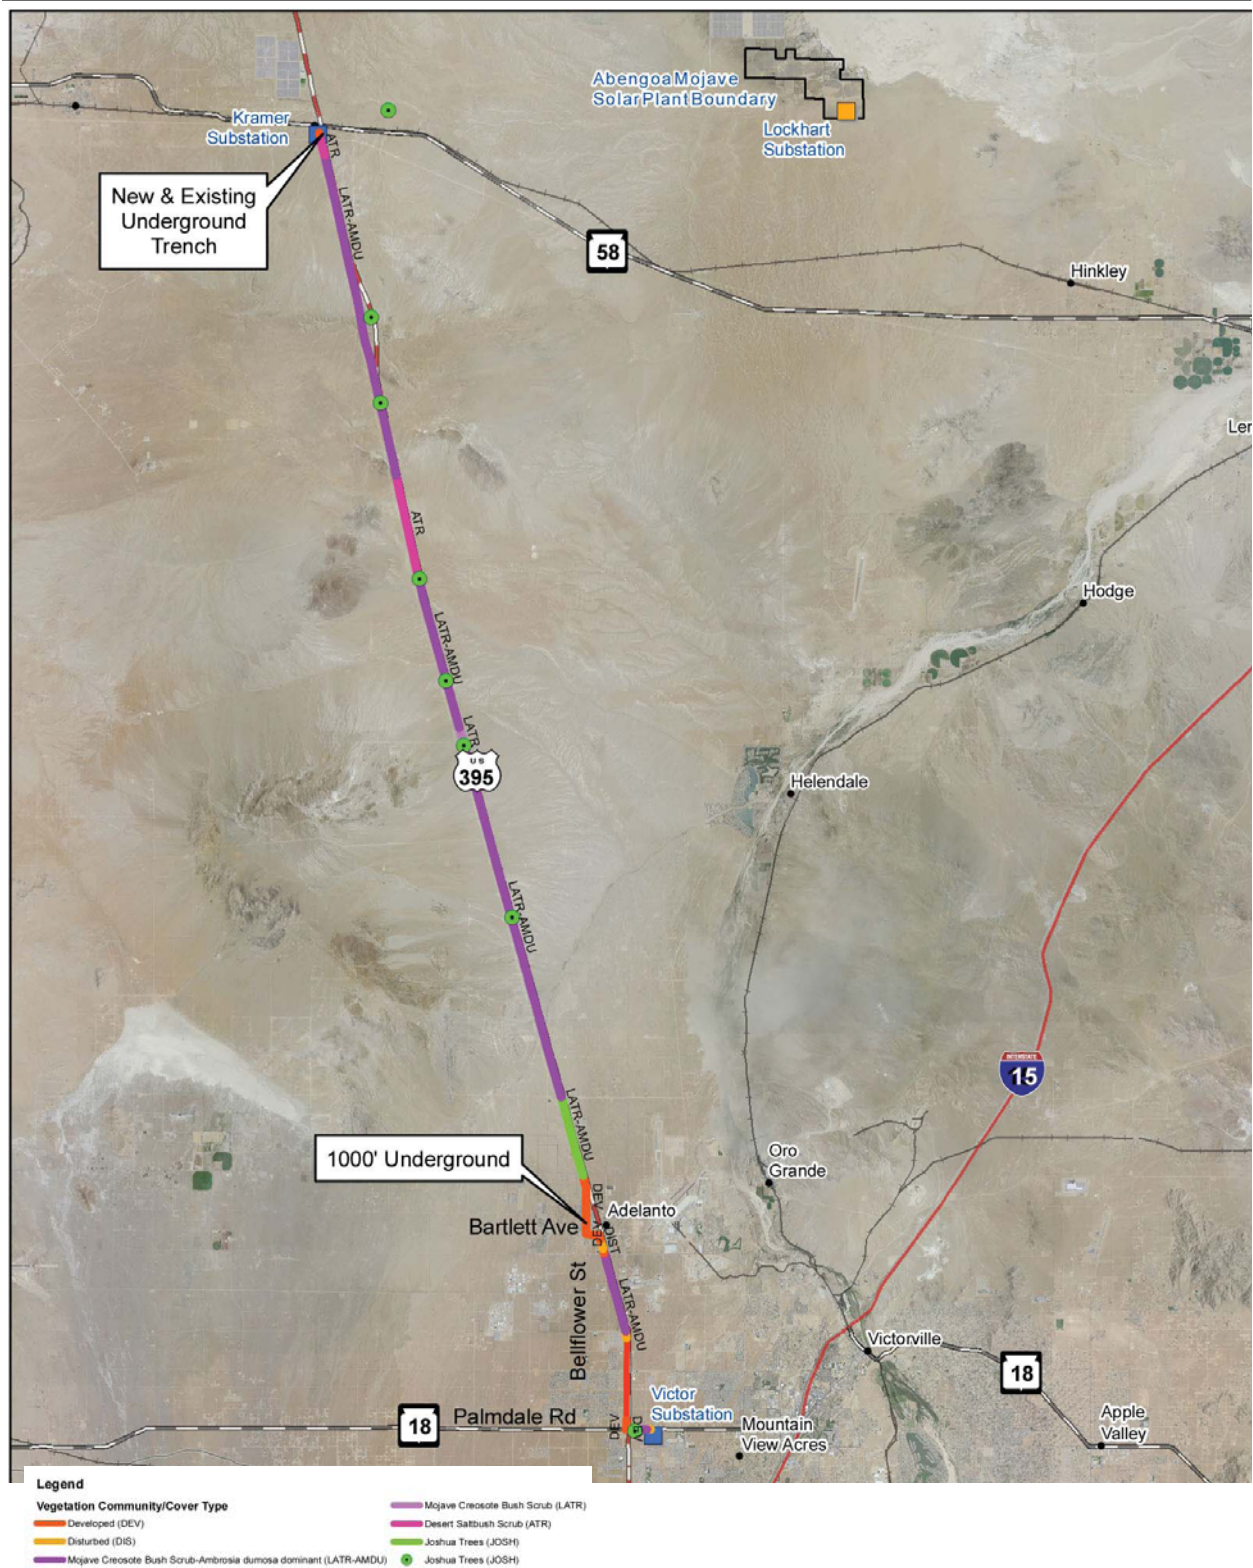 Abengoa Mojave
Solar Plant Boundary
Kramer
Substation
Lockhart
Substation
ATR
New & Existing
Underground
Trench
LATR-AMDU
58
Hinkley
Ler
ATR
Hodge
LATR-AMDU
LATR
US
395
Helendale
LATR-AMDU
INTERSTATE
15
LATR-AMDU
1000' Underground
Oro
Grande
DEV
Adelanto
Bartlett Ave
DEV
DIST
Bellflower St
LATR-AMDU
Victorville
18
Victor
Substation
18
Palmdale Rd
DEV
DEV
Mountain
View Acres
Apple
Valley
Legend
Vegetation Community/Cover Type
Developed (DEV)
Disturbed (DIS)
Mojave Creosote Bush Scrub-Ambrosia dumosa dominant (LATR-AMDU)
Mojave Creosote Bush Scrub (LATR)
Desert Saltbush Scrub (ATR)
Joshua Trees (JOSH)
Joshua Trees (JOSH)